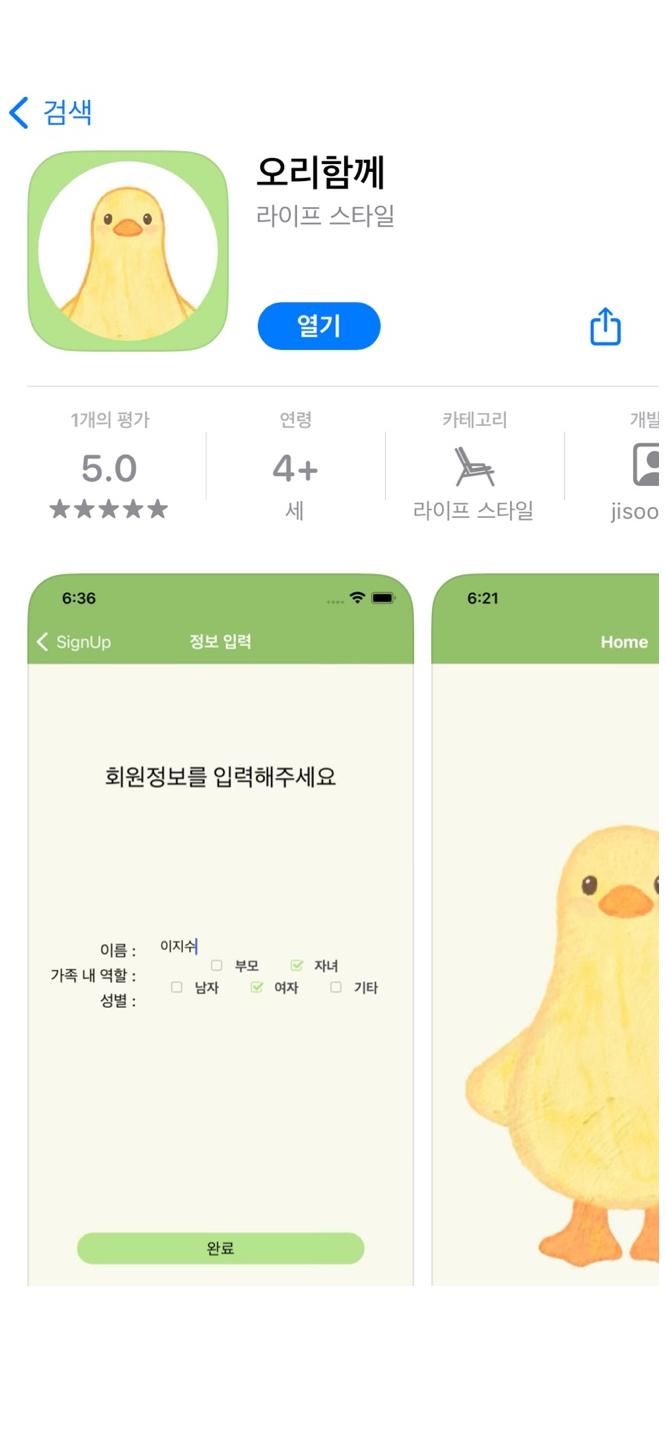 검색
오리함께
라이프 스타일
열기
1개의 평가
5.0
★★★★★
연령
4+
세
카테고리
라이프 스타일
개발
jisoo
6:36
SignUp
정보 입력
회원정보를 입력해주세요
이름 :
이지수
가족 내 역할 :
부모
자녀
성별 :
남자
여자
기타
완료
6:21
Home